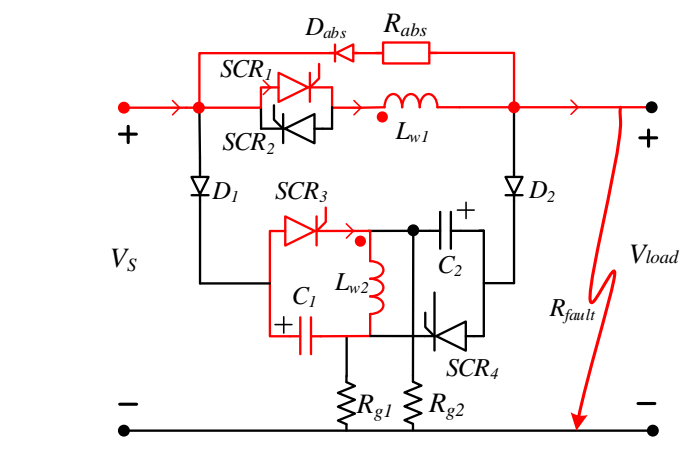 D_abs R_abs
SCR_1
+ SCR_2 L_w1 +
D_1 SCR_3 D_2
+
V_S C_1 L_w2 C_2 V_load
+ R_fault
SCR_4
− R_g1 R_g2 −